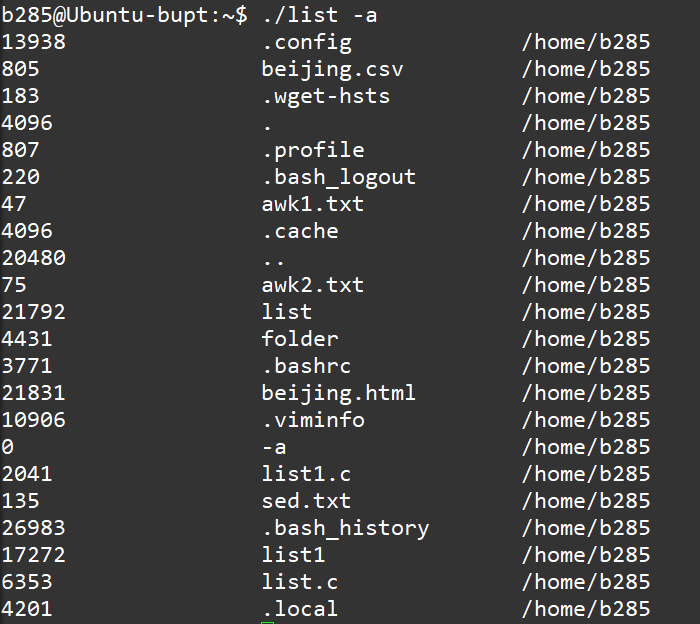 b285@Ubuntu-bupt:~$ ./list -a
13938 .config /home/b285
805 beijing.csv /home/b285
183 .wget-hsts /home/b285
4096 . /home/b285
807 .profile /home/b285
220 .bash_logout /home/b285
47 awk1.txt /home/b285
4096 .cache /home/b285
20480 .. /home/b285
75 awk2.txt /home/b285
21792 list /home/b285
4431 folder /home/b285
3771 .bashrc /home/b285
21831 beijing.html /home/b285
10906 .viminfo /home/b285
0 -a /home/b285
2041 list1.c /home/b285
135 sed.txt /home/b285
26983 .bash_history /home/b285
17272 list1 /home/b285
6353 list.c /home/b285
4201 .local /home/b285